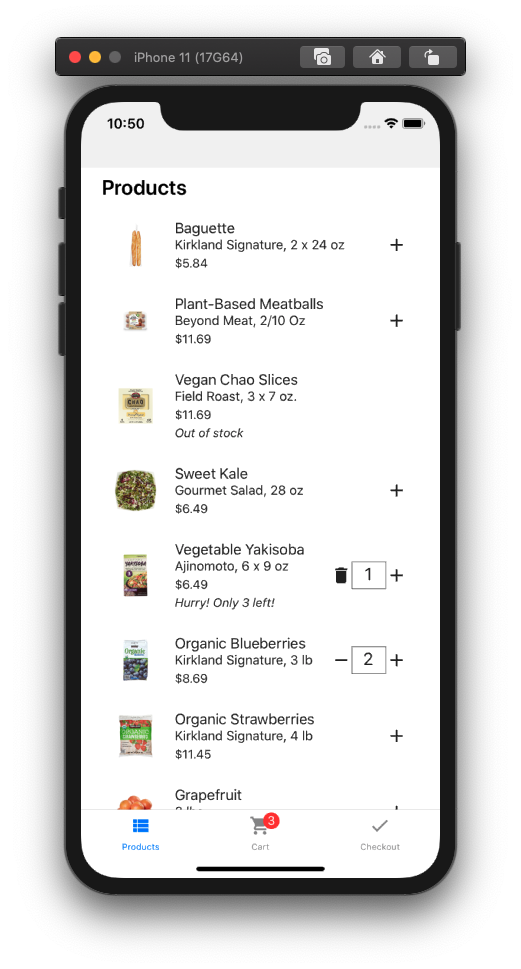 iPhone 11 (17G64)
10:50
Products
Baguette
Kirkland Signature, 2 x 24 oz
$5.84
Plant-Based Meatballs
Beyond Meat, 2/10 Oz
$11.69
Vegan Chao Slices
Field Roast, 3 x 7 oz.
$11.69
Out of stock
CHAO
Sweet Kale
Gourmet Salad, 28 oz
$6.49
Vegetable Yakisoba
Ajinomoto, 6 x 9 oz
$6.49
Hurry! Only 3 left!
YAKISOBA
1
Organic Blueberries
Kirkland Signature, 3 lb
$8.69
Organic
2
Organic Strawberries
Kirkland Signature, 4 lb
$11.45
ORGANIC
Grapefruit
3
Products
Cart
Checkout